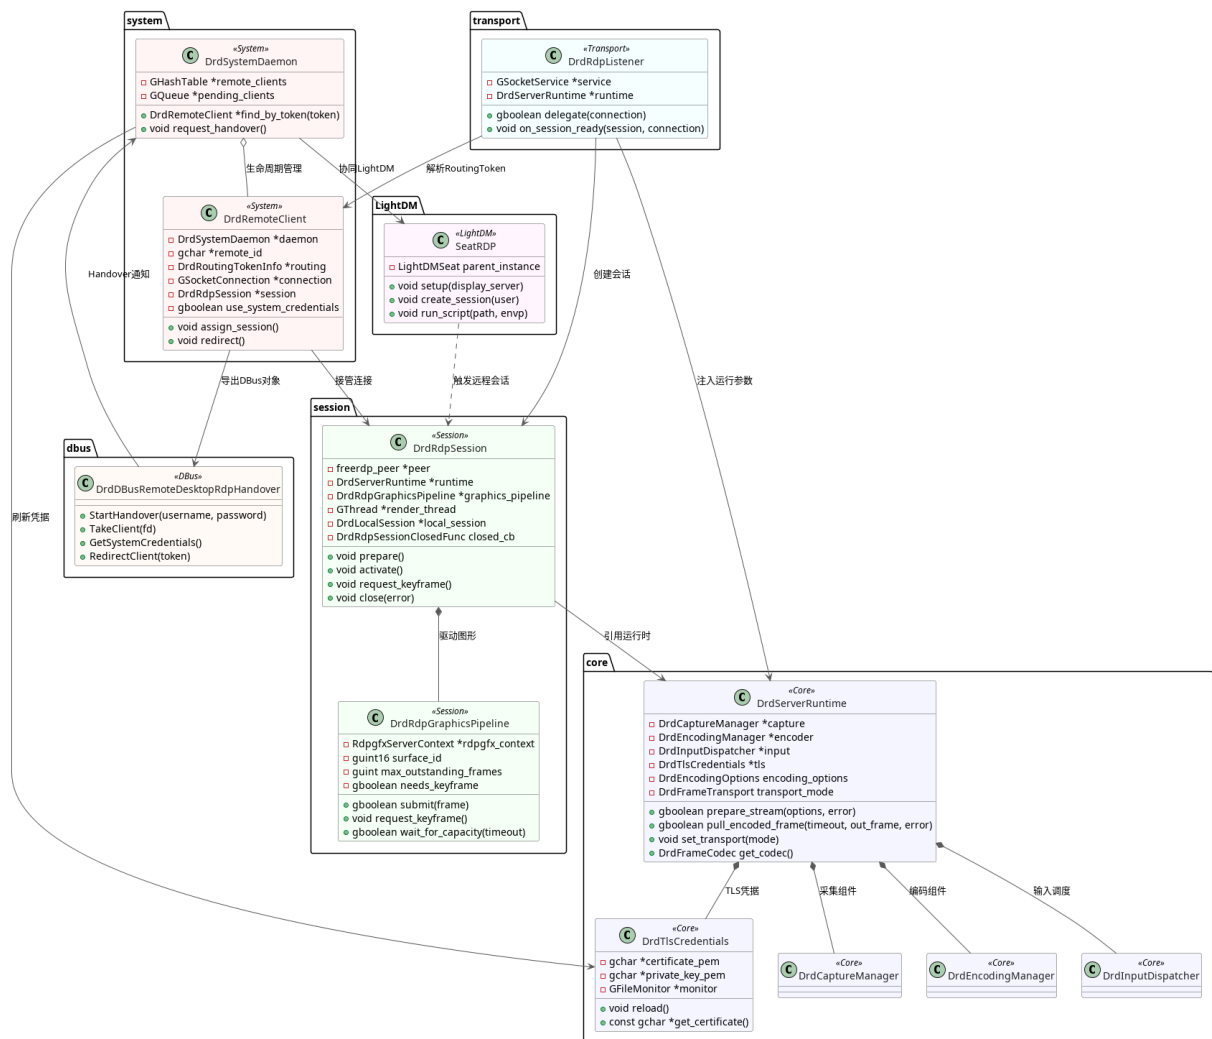 system
«System»
C DrdSystemDaemon
GHashTable *remote_clients
GQueue *pending_clients
DrdRemoteClient *find_by_token(token)
void request_handover()
transport
«Transport»
C DrdRdpListener
GSocketService *service
DrdServerRuntime *runtime
gboolean delegate(connection)
void on_session_ready(session, connection)
生命周期管理
协同LightDM
解析RoutingToken
«System»
C DrdRemoteClient
DrdSystemDaemon *daemon
gchar *remote_id
DrdRoutingTokenInfo *routing
GSocketConnection *connection
DrdRdpSession *session
gboolean use_system_credentials
void assign_session()
void redirect()
LightDM
«LightDM»
C SeatRDP
LightDMSeat parent_instance
void setup(display_server)
void create_session(user)
void run_script(path, envp)
Handover通知
创建会话
导出DBus对象
接管连接
触发远程会话
注入运行参数
dbus
«DBus»
C DrdDBusRemoteDesktopRdpHandover
StartHandover(username, password)
TakeClient(fd)
GetSystemCredentials()
RedirectClient(token)
刷新凭据
session
«Session»
C DrdRdpSession
freerdp_peer *peer
DrdServerRuntime *runtime
DrdRdpGraphicsPipeline *graphics_pipeline
GThread *render_thread
DrdLocalSession *local_session
DrdRdpSessionClosedFunc closed_cb
void prepare()
void activate()
void request_keyframe()
void close(error)
驱动图形
引用运行时
«Session»
C DrdRdpGraphicsPipeline
RdpgfxServerContext *rdpgfx_context
guint16 surface_id
guint max_outstanding_frames
gboolean needs_keyframe
gboolean submit(frame)
void request_keyframe()
gboolean wait_for_capacity(timeout)
core
«Core»
C DrdServerRuntime
DrdCaptureManager *capture
DrdEncodingManager *encoder
DrdInputDispatcher *input
DrdTlsCredentials *tls
DrdEncodingOptions encoding_options
DrdFrameTransport transport_mode
gboolean prepare_stream(options, error)
gboolean pull_encoded_frame(timeout, out_frame, error)
void set_transport(mode)
DrdFrameCodec get_codec()
TLS凭据
采集组件
编码组件
输入调度
«Core»
C DrdTlsCredentials
gchar *certificate_pem
gchar *private_key_pem
GFileMonitor *monitor
void reload()
const gchar *get_certificate()
«Core»
C DrdCaptureManager
«Core»
C DrdEncodingManager
«Core»
C DrdInputDispatcher